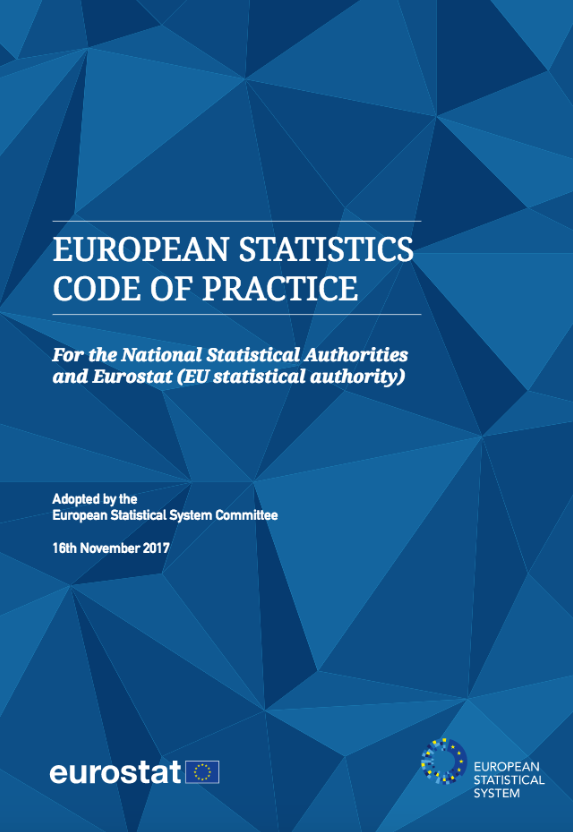 EUROPEAN STATISTICS
CODE OF PRACTICE
For the National Statistical Authorities
and Eurostat (EU statistical authority)
Adopted by the
European Statistical System Committee
16th November 2017
eurostat
EUROPEAN
STATISTICAL
SYSTEM